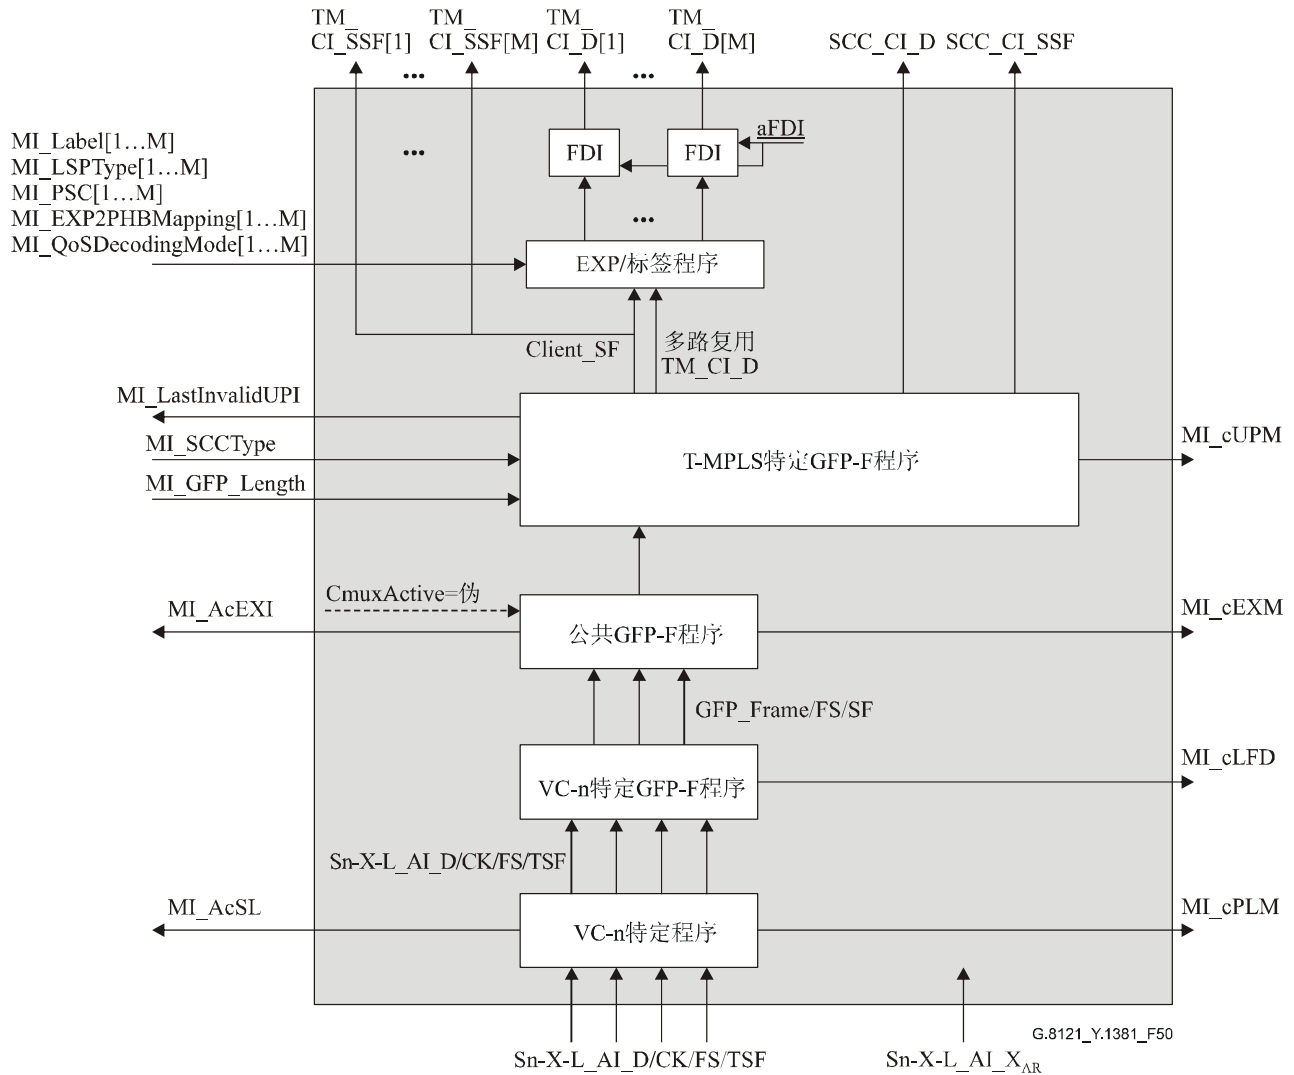 TM_
CI_SSF[1]
TM_
CI_SSF[M]
TM_
CI_D[1]
TM_
CI_D[M]
SCC_CI_D
SCC_CI_SSF
...
...
MI_Label[1…M]
MI_LSPType[1…M]
MI_PSC[1…M]
MI_EXP2PHBMapping[1…M]
MI_QoSDecodingMode[1…M]
...
FDI
FDI
aFDI
...
EXP/标签程序
Client_SF
多路复用
TM_CI_D
MI_LastInvalidUPI
MI_SCCType
MI_GFP_Length
T-MPLS特定GFP-F程序
MI_cUPM
CmuxActive=伪
MI_AcEXI
公共GFP-F程序
MI_cEXM
GFP_Frame/FS/SF
VC-n特定GFP-F程序
MI_cLFD
Sn-X-L_AI_D/CK/FS/TSF
MI_AcSL
VC-n特定程序
MI_cPLM
G.8121_Y.1381_F50
Sn-X-L_AI_D/CK/FS/TSF
Sn-X-L_AI_X_AR